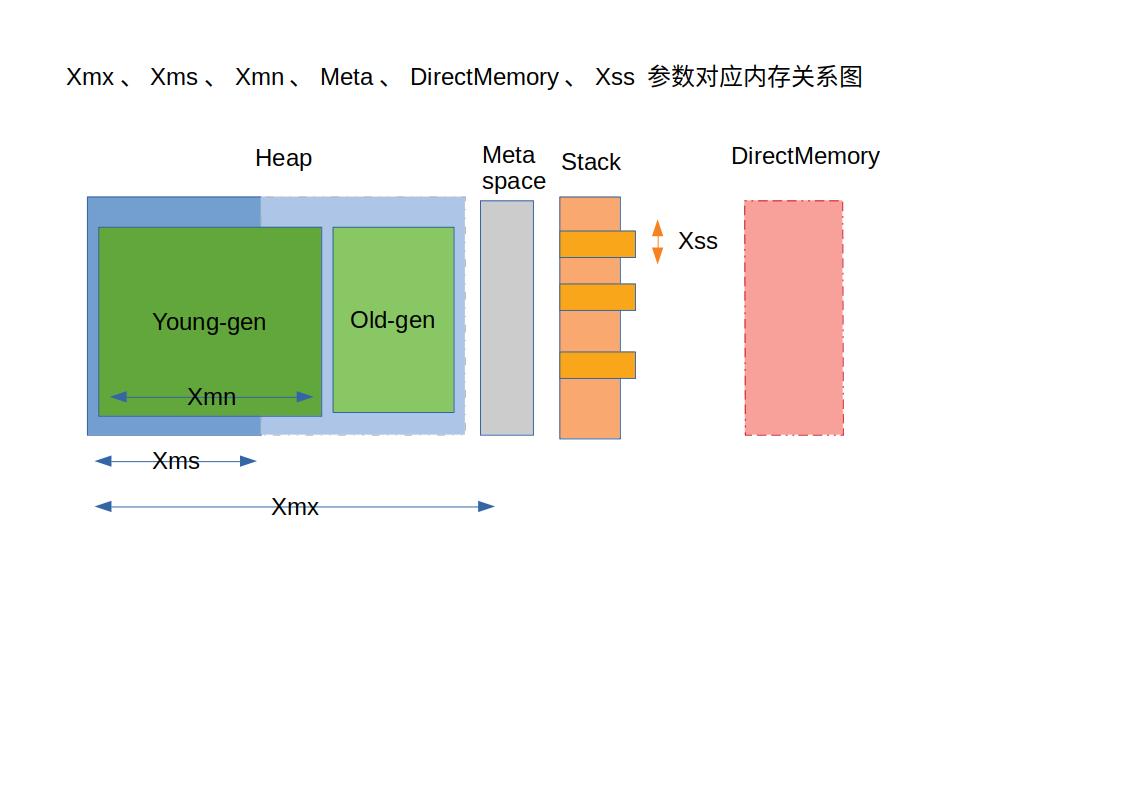 Xmx 、 Xms 、 Xmn 、 Meta 、 DirectMemory 、 Xss 参数对应内存关系图
Heap
Meta
space
Stack
DirectMemory
Xss
Young-gen
Old-gen
Xmn
Xms
Xmx